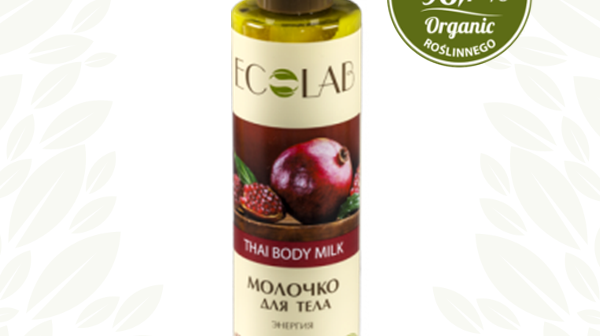 Organic
ROŚLINNEGO
ECOLAB
THAI BODY MILK
МОЛОЧКО
ДЛЯ ТЕЛА
ЭНЕРГИЯ